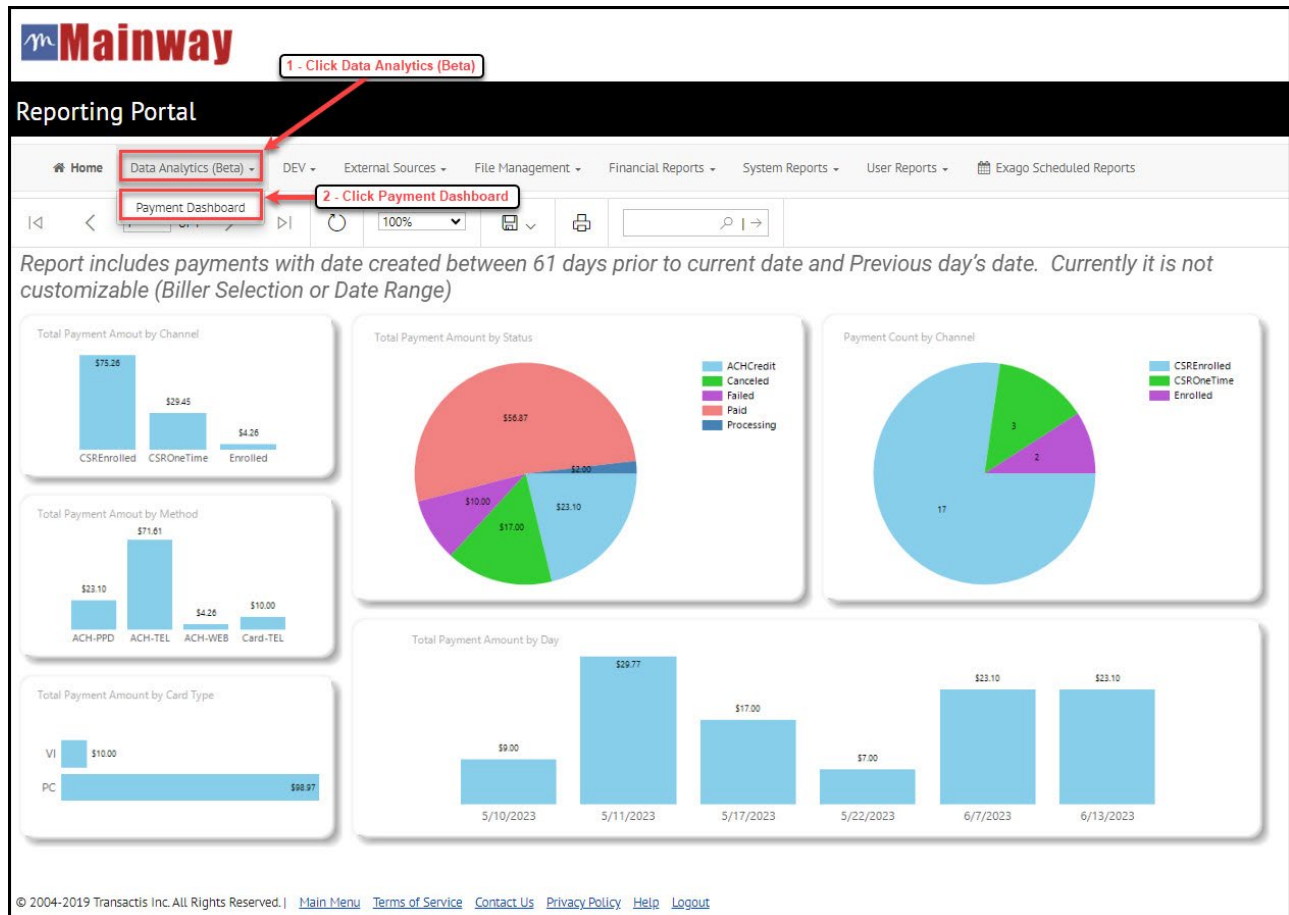 m Mainway
1 - Click Data Analytics (Beta)
Reporting Portal
Home Data Analytics (Beta) DEV External Sources File Management Financial Reports System Reports User Reports Exago Scheduled Reports
Payment Dashboard
2 - Click Payment Dashboard
100%
Report includes payments with date created between 61 days prior to current date and Previous day's date. Currently it is not
customizable (Biller Selection or Date Range)
Total Payment Amout by Channel
$75.26
$29.45
$4.26
CSREnrolled CSROneTime Enrolled
Total Payment Amount by Status
ACHCredit
Canceled
Failed
Paid
Processing
$56.87
$2.00
$10.00
$23.10
$17.00
Payment Count by Channel
CSREnrolled
CSROneTime
Enrolled
3
2
17
Total Payment Amout by Method
$71.61
$23.10
$4.26
$10.00
ACH-PPD ACH-TEL ACH-WEB Card-TEL
Total Payment Amount by Card Type
VI $10.00
PC $98.97
Total Payment Amount by Day
$29.77
$23.10
$23.10
$17.00
$9.00
$7.00
5/10/2023 5/11/2023 5/17/2023 5/22/2023 6/7/2023 6/13/2023
© 2004-2019 Transactis Inc. All Rights Reserved. | Main Menu Terms of Service Contact Us Privacy Policy Help Logout